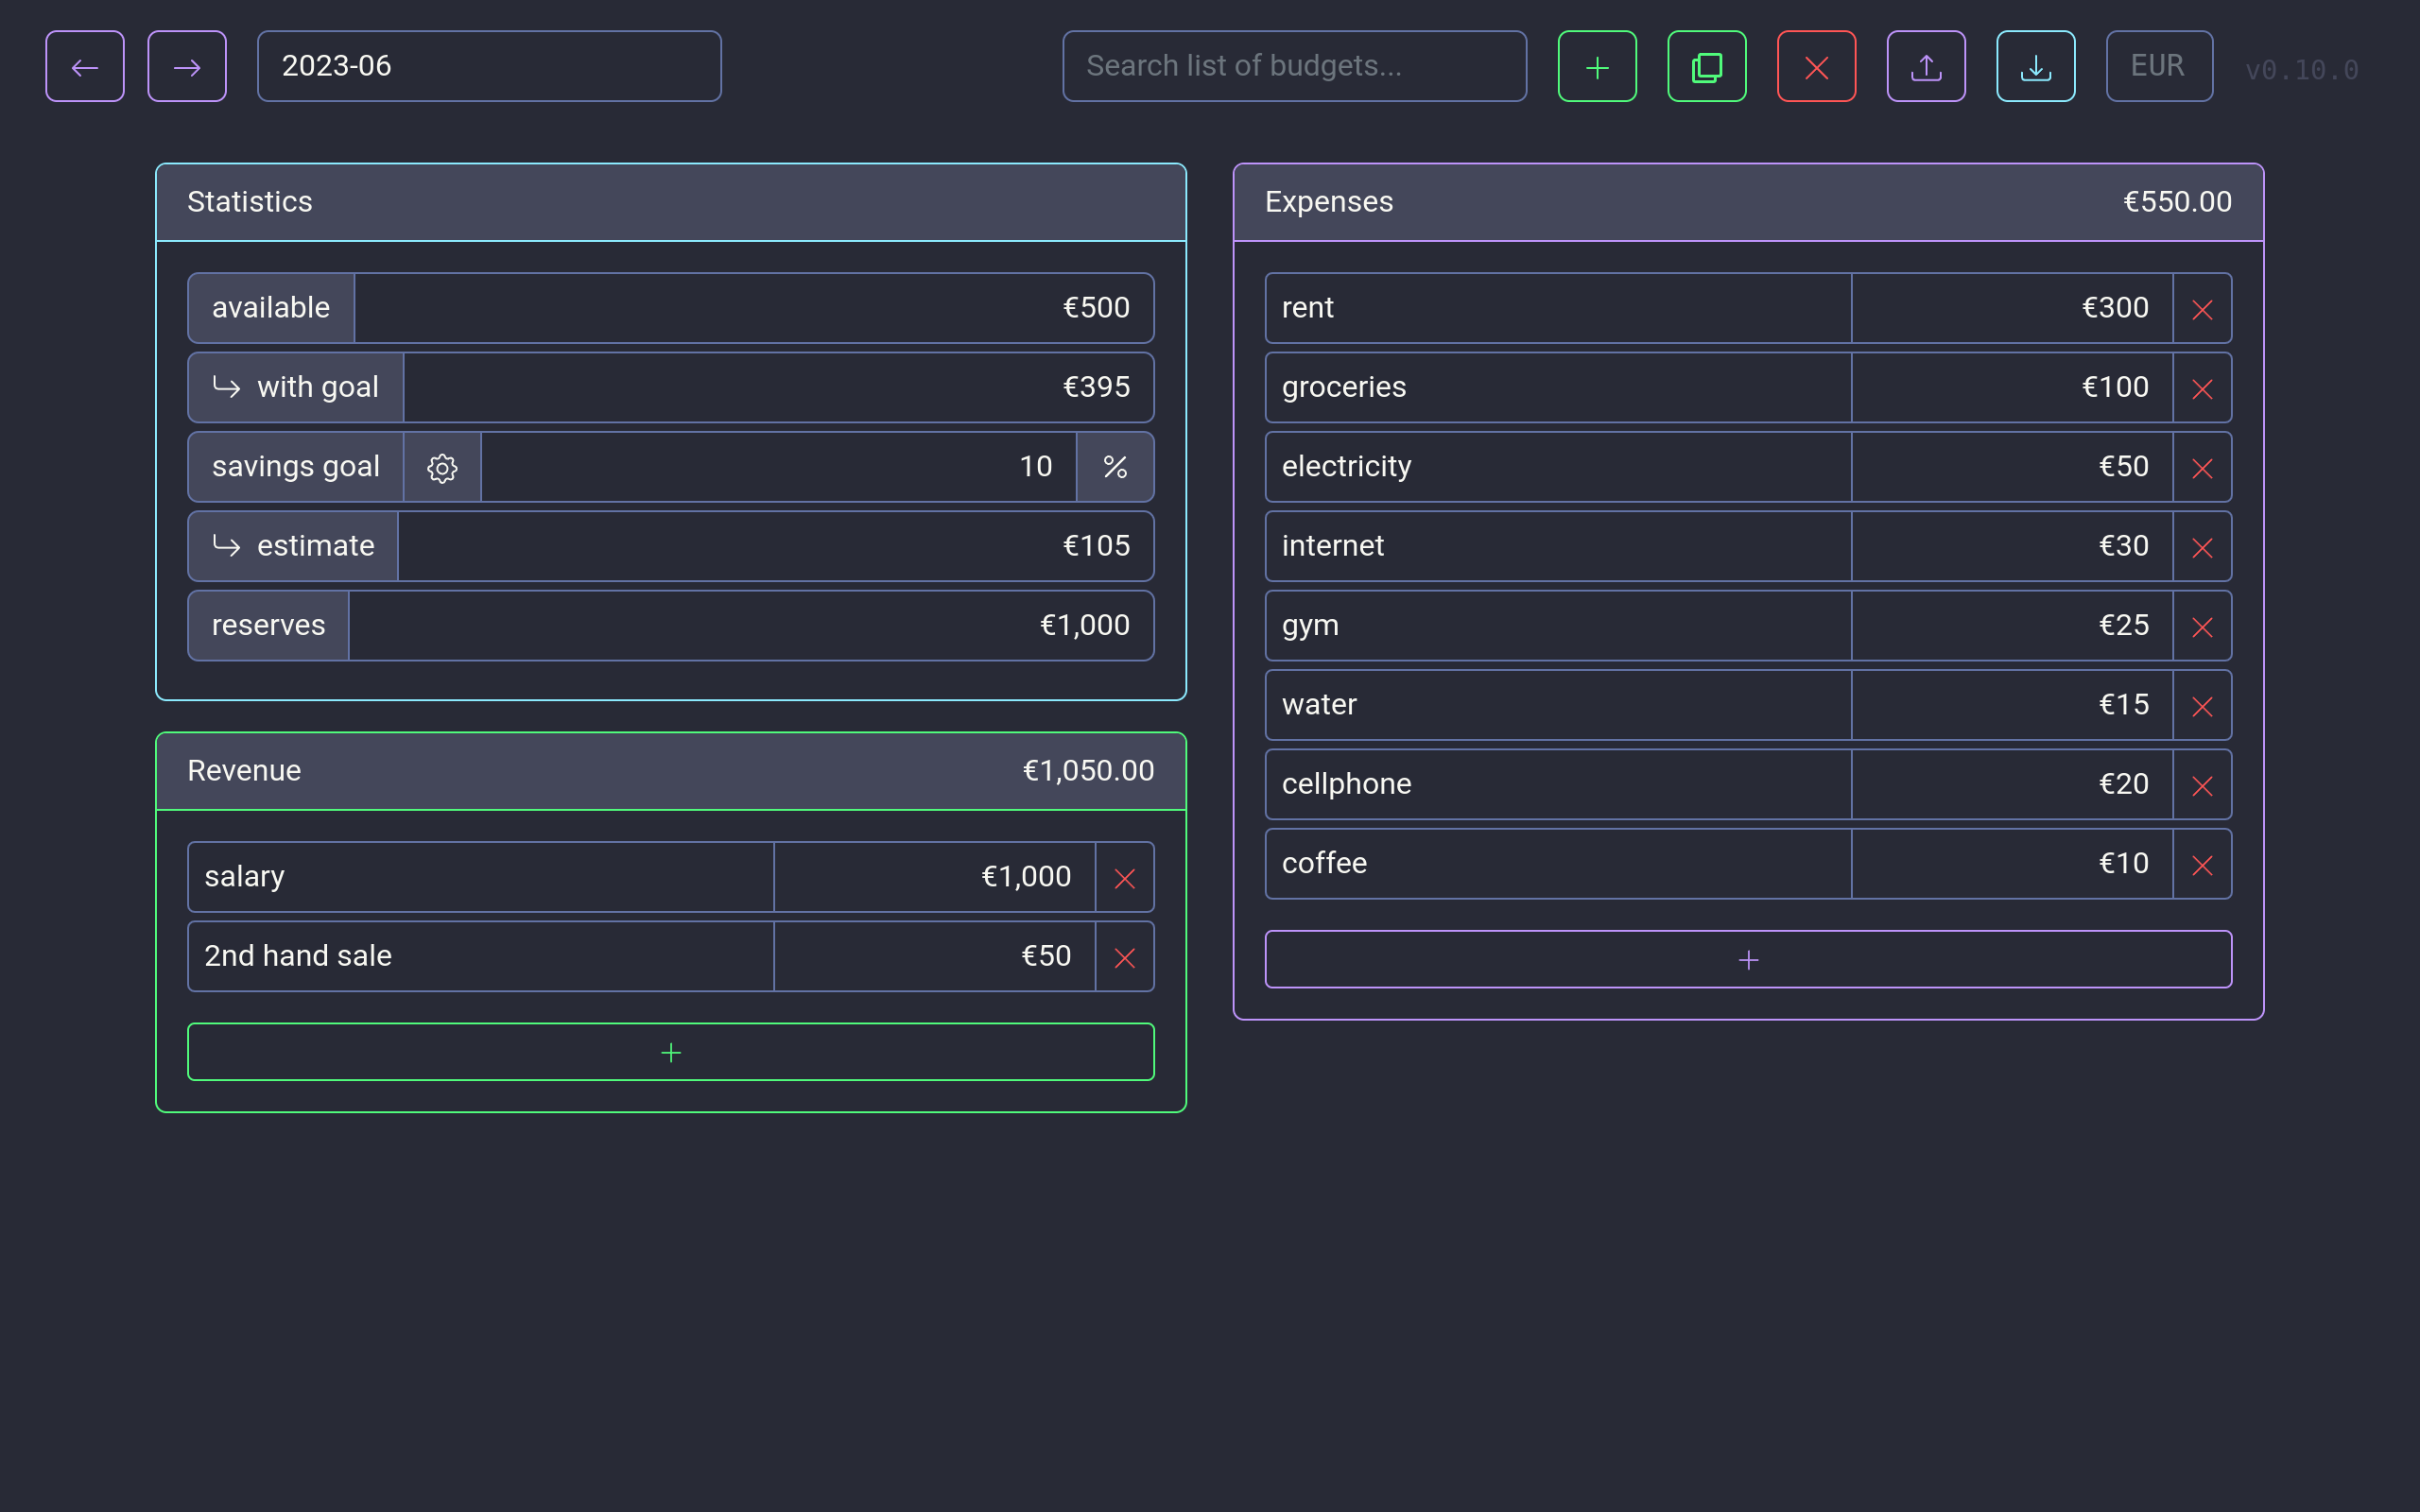 2023-06 Search list of budgets... EUR v0.10.0
Statistics
available €500
with goal €395
savings goal 10 %
estimate €105
reserves €1,000
Revenue €1,050.00
salary €1,000
2nd hand sale €50
Expenses €550.00
rent €300
groceries €100
electricity €50
internet €30
gym €25
water €15
cellphone €20
coffee €10